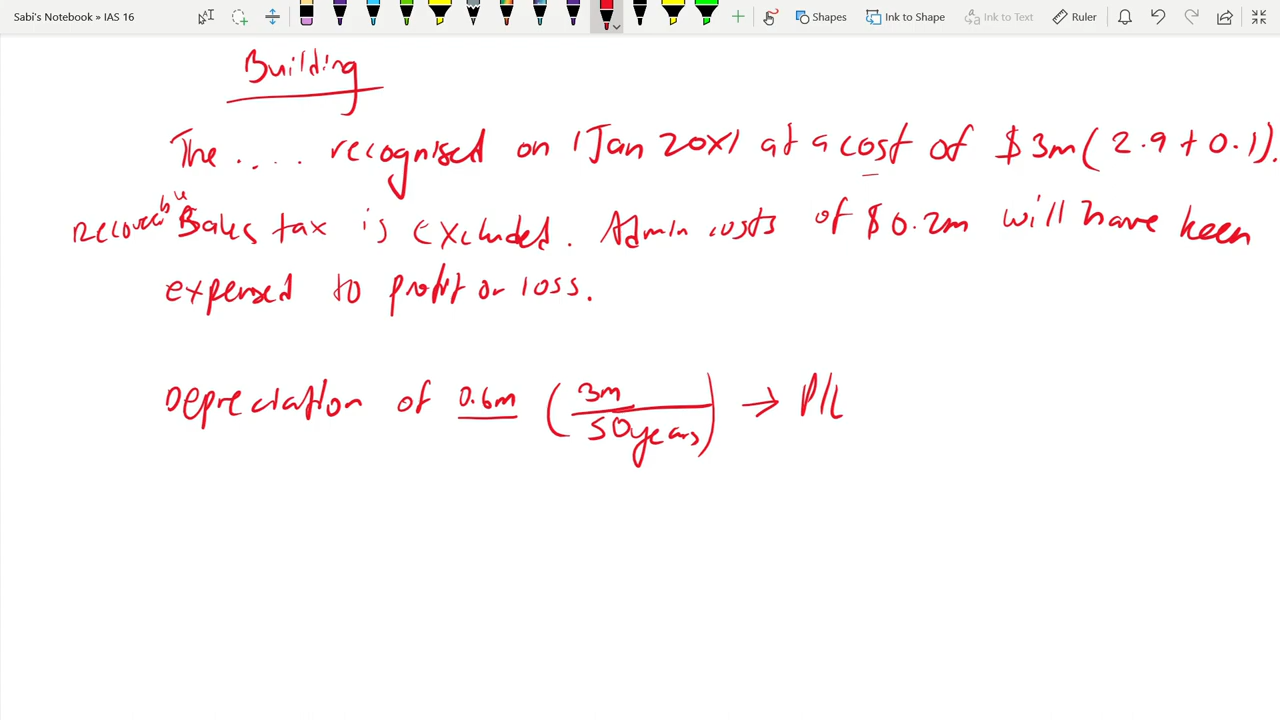 Sabi's Notebook » IAS 16
Shapes
Ink to Shape
Ink to Text
Ruler
Building
The .... recognised on 1 Jan 20X1 at a cost of $3m (2.9 + 0.1).
recoverable Sales tax is excluded. Admin costs of $0.2m will have been
expensed to profit or loss.
Depreciation of 0.6m (3m
50 years) → P/L